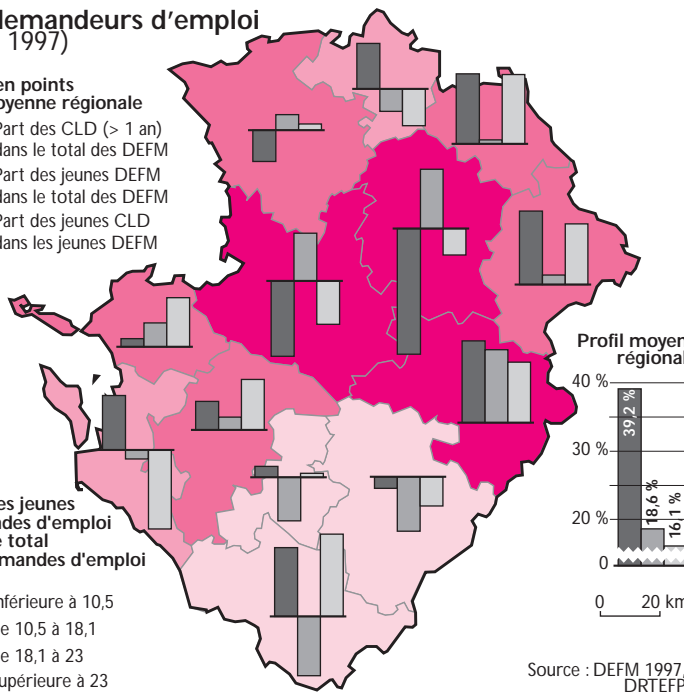 demandeurs d'emploi
1997)
en points
oyenne régionale
Part des CLD (> 1 an)
dans le total des DEFM
Part des jeunes DEFM
dans le total des DEFM
Part des jeunes CLD
dans les jeunes DEFM
Profil moyen
régional
40 %
30 %
20 %
0
39,2 %
18,6 %
16,1 %
es jeunes
ndes d'emploi
e total
emandes d'emploi
nférieure à 10,5
e 10,5 à 18,1
e 18,1 à 23
upérieure à 23
0 20 km
Source : DEFM 1997,
DRTEFP